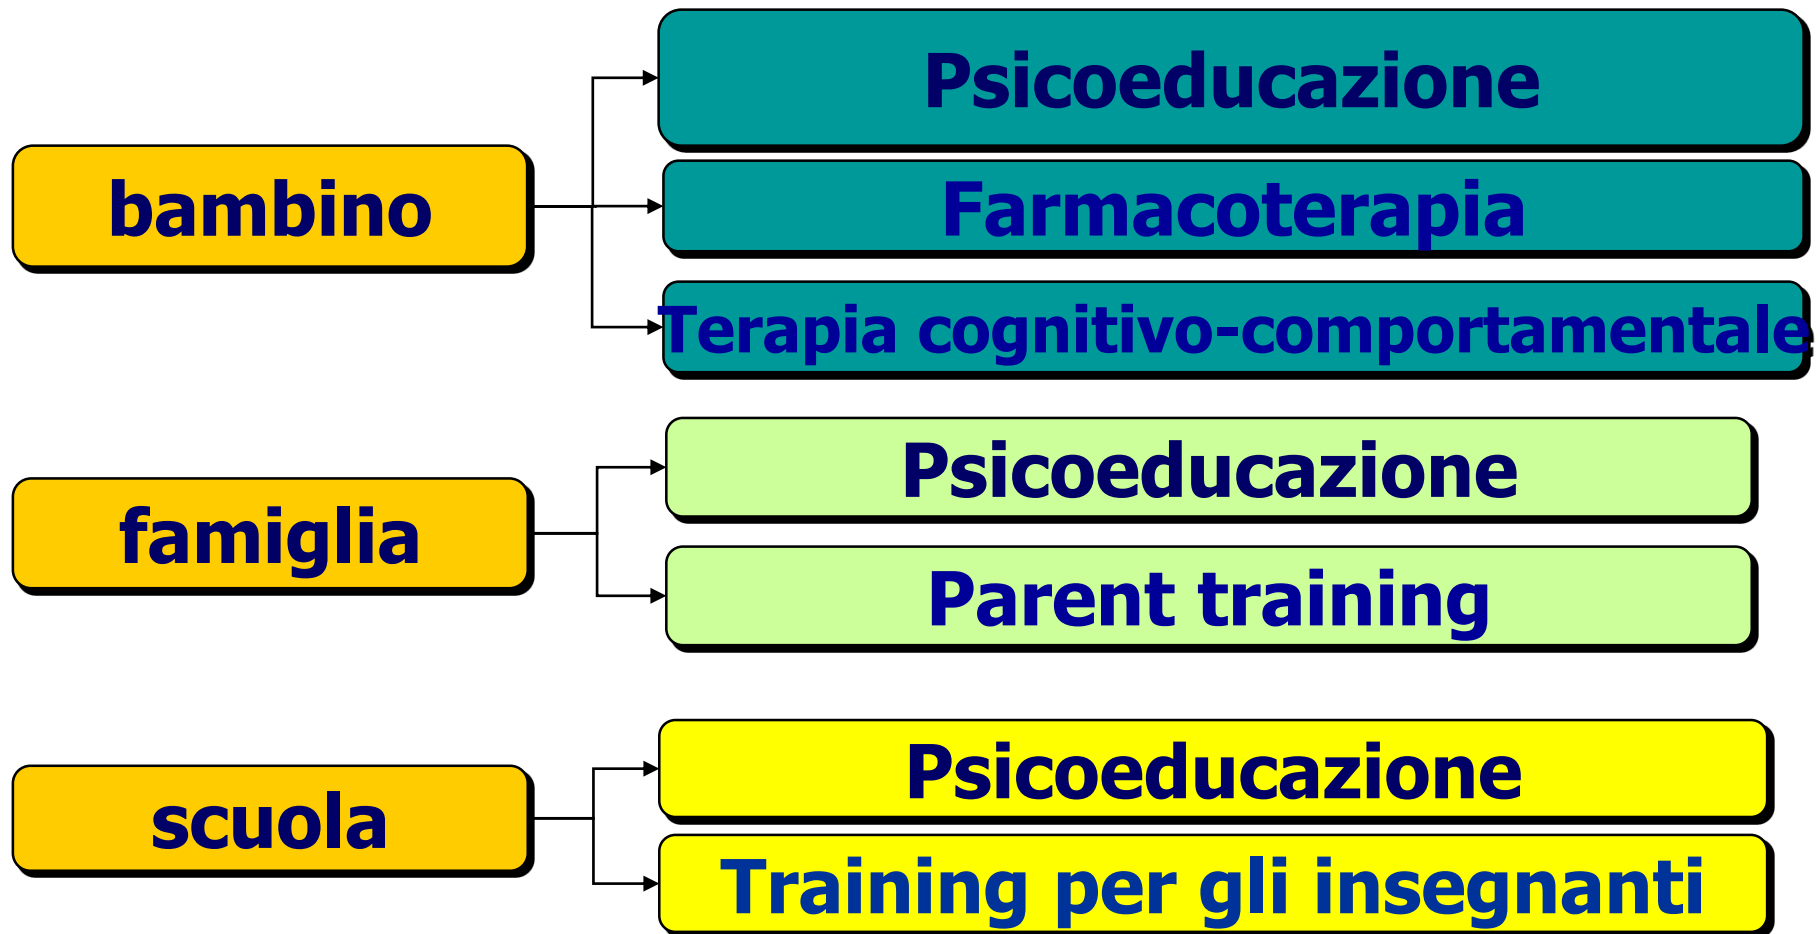 bambino
Psicoeducazione
Farmacoterapia
Terapia cognitivo-comportamentale
famiglia
Psicoeducazione
Parent training
scuola
Psicoeducazione
Training per gli insegnanti